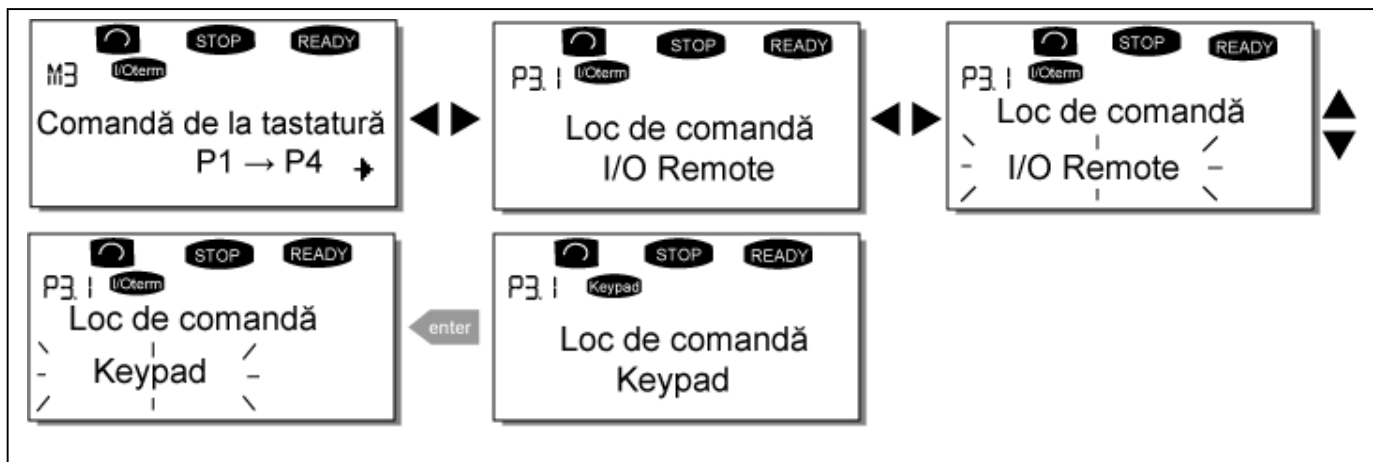 STOP READY
M3 I/Oterm
Comandă de la tastatură
P1 → P4
STOP READY
P3.1 I/Oterm
Loc de comandă
I/O Remote
STOP READY
P3.1 I/Oterm
Loc de comandă
I/O Remote
STOP READY
P3.1 I/Oterm
Loc de comandă
Keypad
enter
STOP READY
P3.1 Keypad
Loc de comandă
Keypad